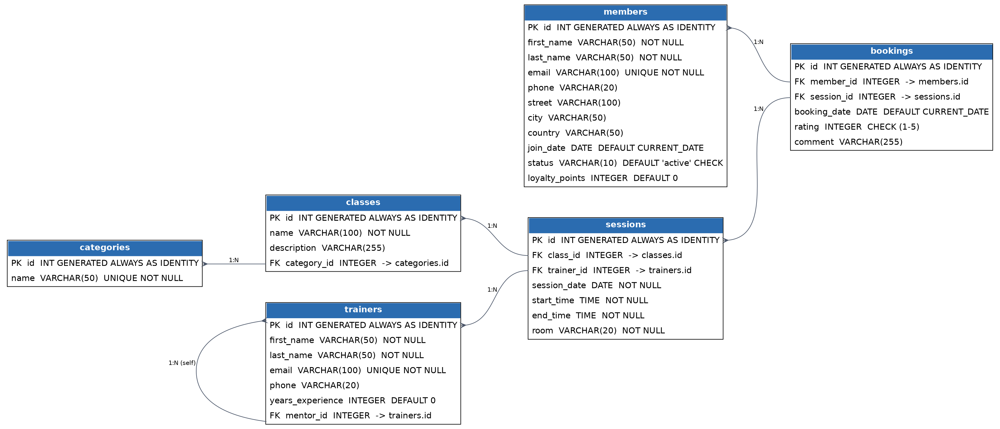 members
PK id INT GENERATED ALWAYS AS IDENTITY
first_name VARCHAR(50) NOT NULL
last_name VARCHAR(50) NOT NULL
email VARCHAR(100) UNIQUE NOT NULL
phone VARCHAR(20)
street VARCHAR(100)
city VARCHAR(50)
country VARCHAR(50)
join_date DATE DEFAULT CURRENT_DATE
status VARCHAR(10) DEFAULT 'active' CHECK
loyalty_points INTEGER DEFAULT 0
1:N
bookings
PK id INT GENERATED ALWAYS AS IDENTITY
FK member_id INTEGER -> members.id
FK session_id INTEGER -> sessions.id
booking_date DATE DEFAULT CURRENT_DATE
rating INTEGER CHECK (1-5)
comment VARCHAR(255)
1:N
classes
PK id INT GENERATED ALWAYS AS IDENTITY
name VARCHAR(100) NOT NULL
description VARCHAR(255)
FK category_id INTEGER -> categories.id
1:N
sessions
PK id INT GENERATED ALWAYS AS IDENTITY
FK class_id INTEGER -> classes.id
FK trainer_id INTEGER -> trainers.id
session_date DATE NOT NULL
start_time TIME NOT NULL
end_time TIME NOT NULL
room VARCHAR(20) NOT NULL
categories
PK id INT GENERATED ALWAYS AS IDENTITY
name VARCHAR(50) UNIQUE NOT NULL
1:N
1:N
trainers
PK id INT GENERATED ALWAYS AS IDENTITY
first_name VARCHAR(50) NOT NULL
last_name VARCHAR(50) NOT NULL
email VARCHAR(100) UNIQUE NOT NULL
phone VARCHAR(20)
years_experience INTEGER DEFAULT 0
FK mentor_id INTEGER -> trainers.id
1:N (self)